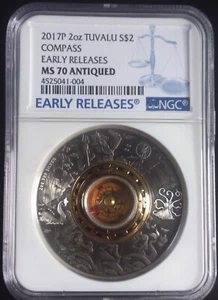 2017P 2oz TUVALU S$2
COMPASS
EARLY RELEASES
MS 70 ANTIQUED
4525041-004
EARLY RELEASES®
NGC®